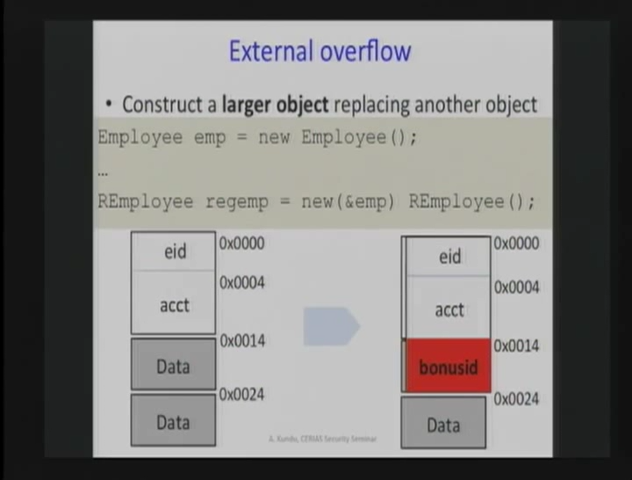 External overflow
• Construct a larger object replacing another object
Employee emp = new Employee();
…
REmployee regemp = new(&emp) REmployee();
eid
0x0000
acct
0x0004
Data
0x0014
Data
0x0024
eid
0x0000
acct
0x0004
bonusid
0x0014
Data
0x0024
A. Kundu, CERIAS Security Seminar